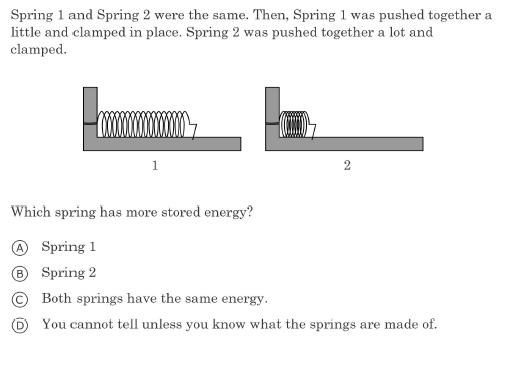 Spring 1 and Spring 2 were the same. Then, Spring 1 was pushed together a
little and clamped in place. Spring 2 was pushed together a lot and
clamped.
1 2
Which spring has more stored energy?
A Spring 1
B Spring 2
C Both springs have the same energy.
D You cannot tell unless you know what the springs are made of.